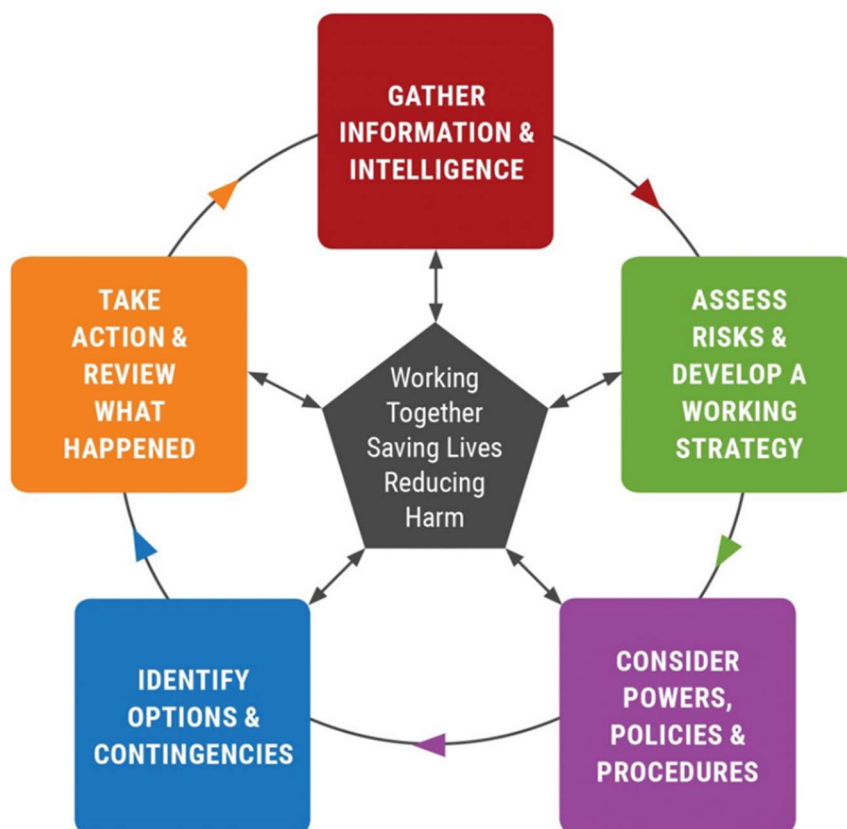 GATHER
INFORMATION &
INTELLIGENCE
ASSESS
RISKS &
DEVELOP A
WORKING
STRATEGY
CONSIDER
POWERS,
POLICIES &
PROCEDURES
IDENTIFY
OPTIONS &
CONTINGENCIES
TAKE
ACTION &
REVIEW
WHAT
HAPPENED
Working
Together
Saving Lives
Reducing
Harm